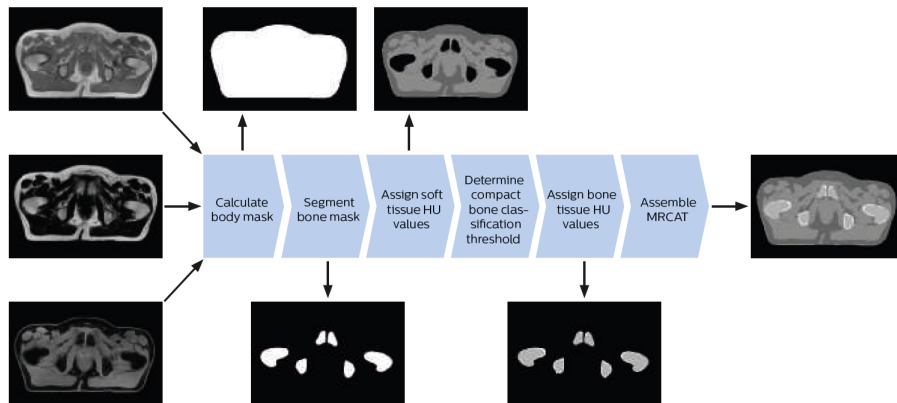 Calculate
body mask
Segment
bone mask
Assign soft
tissue HU
values
Determine
compact
bone clas-
sification
threshold
Assign bone
tissue HU
values
Assemble
MRCAT